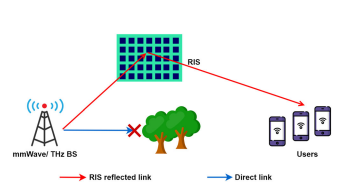 RIS
mmWave/ THz BS
Users
RIS reflected link
Direct link